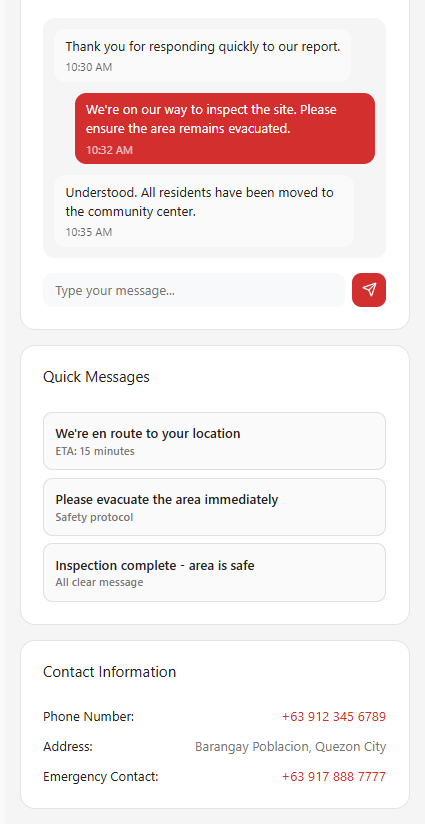 Thank you for responding quickly to our report.
10:30 AM
We're on our way to inspect the site. Please
ensure the area remains evacuated.
10:32 AM
Understood. All residents have been moved to
the community center.
10:35 AM
Type your message...
Quick Messages
We're en route to your location
ETA: 15 minutes
Please evacuate the area immediately
Safety protocol
Inspection complete - area is safe
All clear message
Contact Information
Phone Number: +63 912 345 6789
Address: Barangay Poblacion, Quezon City
Emergency Contact: +63 917 888 7777